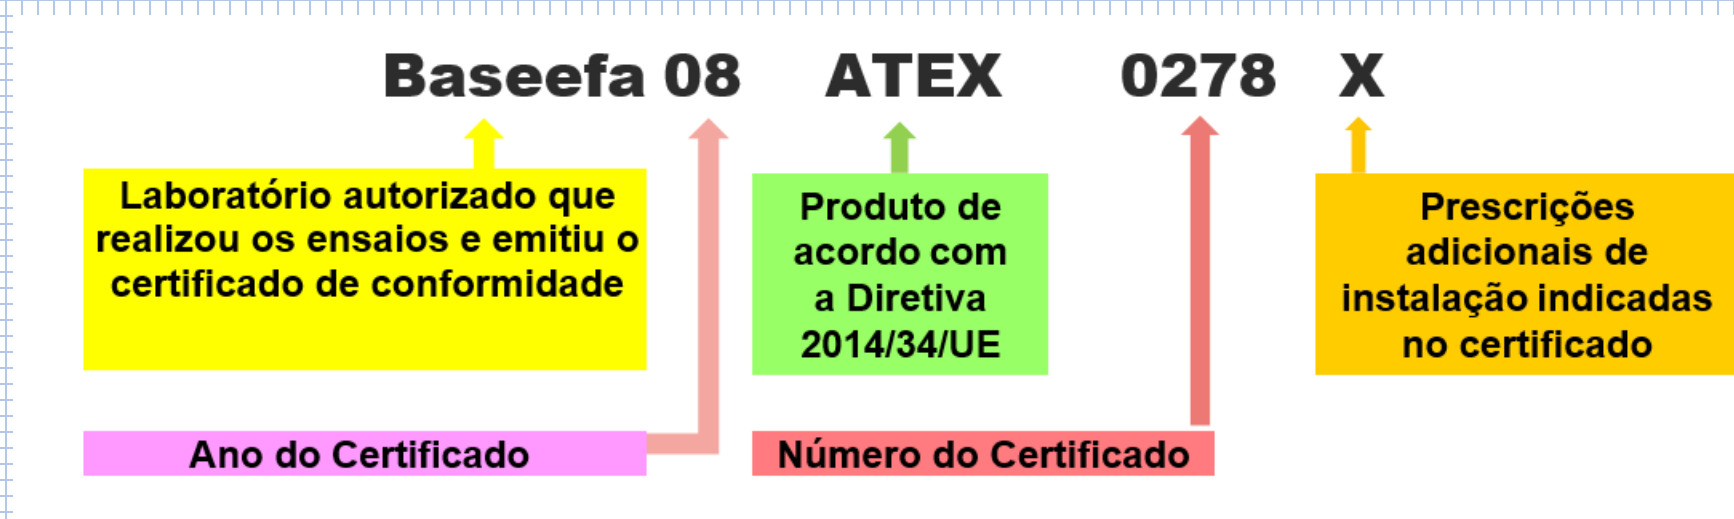 Baseefa 08 ATEX 0278 X
Laboratório autorizado que
realizou os ensaios e emitiu o
certificado de conformidade
Produto de
acordo com
a Diretiva
2014/34/UE
Prescrições
adicionais de
instalação indicadas
no certificado
Ano do Certificado
Número do Certificado